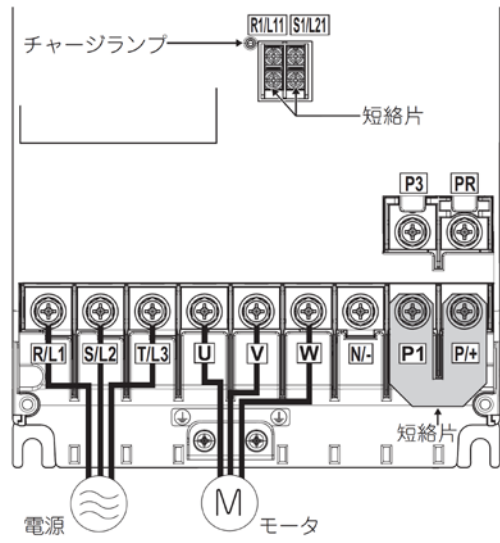 R1/L11 S1/L21
チャージランプ
短絡片
P3 PR
R/L1 S/L2 T/L3 U V W N/- P1 P/+
短絡片
M
電源 モータ